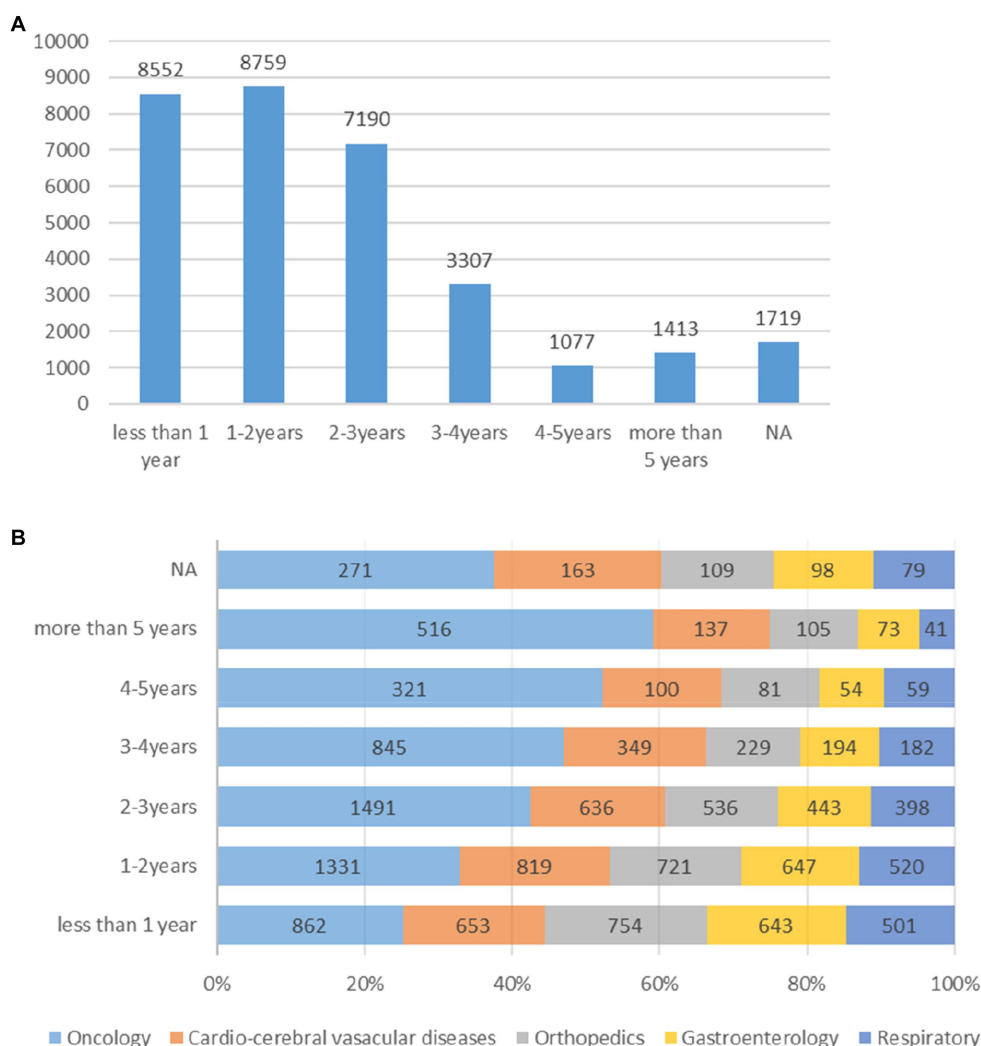 A
10000
9000
8000
7000
6000
5000
4000
3000
2000
1000
0
8552
8759
7190
3307
1077
1413
1719
less than 1 year
1-2years
2-3years
3-4years
4-5years
more than 5 years
NA
B
NA 271 163 109 98 79
more than 5 years 516 137 105 73 41
4-5years 321 100 81 54 59
3-4years 845 349 229 194 182
2-3years 1491 636 536 443 398
1-2years 1331 819 721 647 520
less than 1 year 862 653 754 643 501
0% 20% 40% 60% 80% 100%
Oncology Cardio-cerebral vasacular diseases Orthopedics Gastroenterology Respiratory